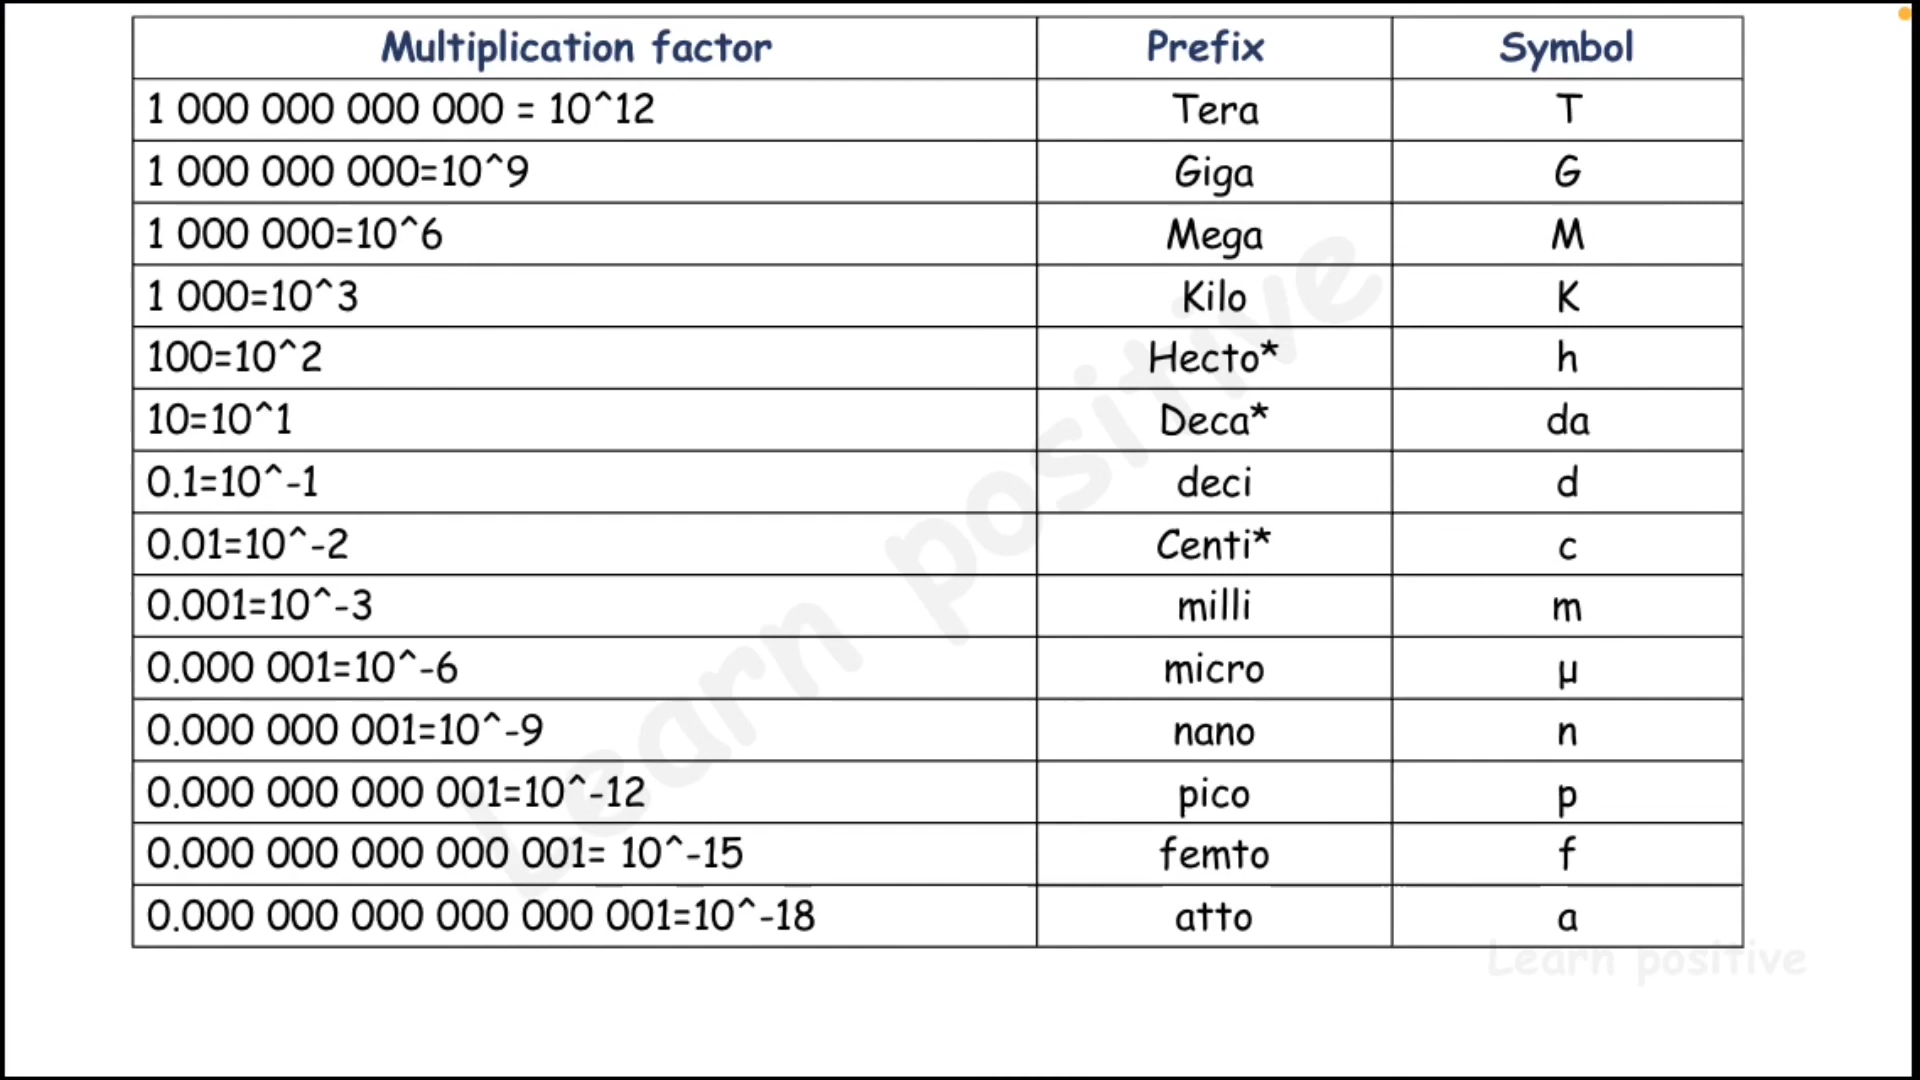 Multiplication factor Prefix Symbol
1 000 000 000 000 = 10^12 Tera T
1 000 000 000=10^9 Giga G
1 000 000=10^6 Mega M
1 000=10^3 Kilo K
100=10^2 Hecto* h
10=10^1 Deca* da
0.1=10^-1 deci d
0.01=10^-2 Centi* c
0.001=10^-3 milli m
0.000 001=10^-6 micro μ
0.000 000 001=10^-9 nano n
0.000 000 000 001=10^-12 pico p
0.000 000 000 000 001= 10^-15 femto f
0.000 000 000 000 000 001=10^-18 atto a
Learn positive
Learn positive